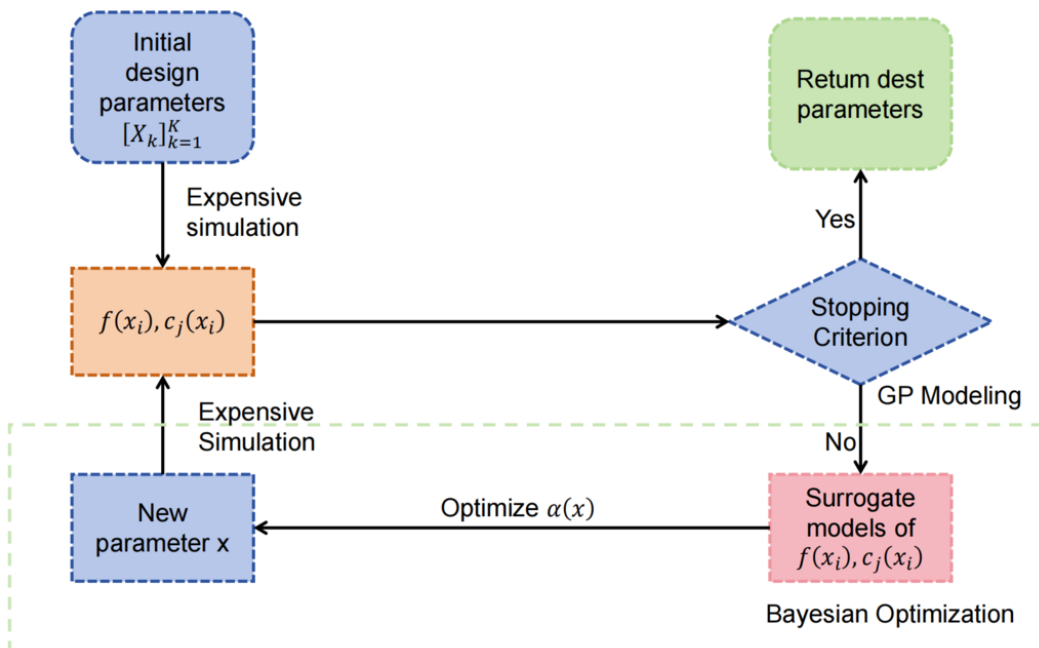 Initial
design
parameters
$[X_k]_{k=1}^{K}$
Expensive
simulation
$f(x_i), c_j(x_i)$
Expensive
Simulation
New
parameter x
Optimize $\alpha(x)$
Retum dest
parameters
Yes
Stopping
Criterion
GP Modeling
No
Surrogate
models of
$f(x_i), c_j(x_i)$
Bayesian Optimization